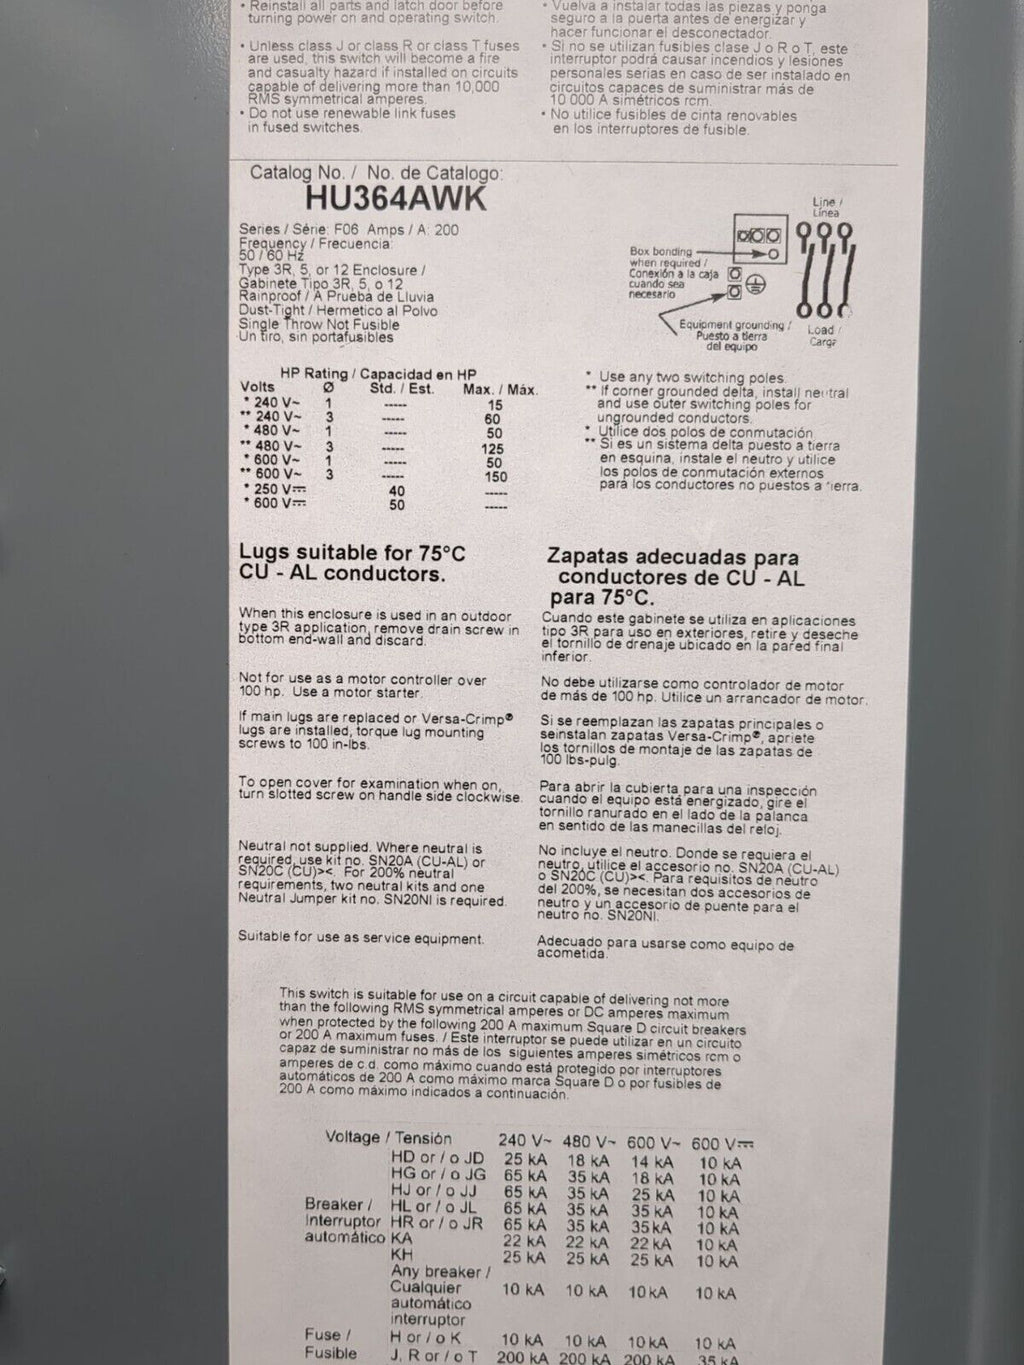 • Reinstall all parts and latch door before
turning power on and operating switch.
• Unless class J or class R or class T fuses
are used, this switch will become a fire
and casualty hazard if installed on circuits
capable of delivering more than 10,000
RMS symmetrical amperes.
• Do not use renewable link fuses
in fused switches.
• Vuelva a instalar todas las piezas y ponga
seguro a la puerta antes de energizar y
hacer funcionar el desconectador.
• Si no se utilizan fusibles clase J o R o T, este
interruptor podrá causar incendios y lesiones
personales serias en caso de ser instalado en
circuitos capaces de suministrar más de
10 000 A simétricos rcm.
• No utilice fusibles de cinta renovables
en los interruptores de fusible.
Catalog No. / No. de Catalogo:
HU364AWK
Series / Série: F06 Amps / A: 200
Frequency / Frecuencia:
50 / 60 Hz
Type 3R, 5, or 12 Enclosure /
Gabinete Tipo 3R, 5, o 12
Rainproof / A Prueba de Lluvia
Dust-Tight / Hermetico al Polvo
Single Throw Not Fusible
Un tiro, sin portafusibles
Line /
Línea
Box bonding
when required /
Conexión a la caja
cuando sea
necesario
Equipment grounding /
Puesto a tierra
del equipo
Load /
Carga
HP Rating / Capacidad en HP
Volts Ø Std. / Est. Max. / Máx.
* 240 V~ 1 ----- 15
** 240 V~ 3 ----- 60
* 480 V~ 1 ----- 50
** 480 V~ 3 ----- 125
* 600 V~ 1 ----- 50
** 600 V~ 3 ----- 150
* 250 V⎓ 40 -----
* 600 V⎓ 50 -----
* Use any two switching poles.
** If corner grounded delta, install neutral
and use outer switching poles for
ungrounded conductors.
* Utilice dos polos de conmutación
** Si es un sistema delta puesto a tierra
en esquina, instale el neutro y utilice
los polos de conmutación externos
para los conductores no puestos a tierra.
Lugs suitable for 75°C
CU - AL conductors.
When this enclosure is used in an outdoor
type 3R application, remove drain screw in
bottom end-wall and discard.
Not for use as a motor controller over
100 hp. Use a motor starter.
If main lugs are replaced or Versa-Crimp®
lugs are installed, torque lug mounting
screws to 100 in-lbs.
To open cover for examination when on,
turn slotted screw on handle side clockwise.
Neutral not supplied. Where neutral is
required, use kit no. SN20A (CU-AL) or
SN20C (CU)><. For 200% neutral
requirements, two neutral kits and one
Neutral Jumper kit no. SN20NI is required.
Suitable for use as service equipment.
Zapatas adecuadas para
conductores de CU - AL
para 75°C.
Cuando este gabinete se utiliza en aplicaciones
tipo 3R para uso en exteriores, retire y deseche
el tornillo de drenaje ubicado en la pared final
inferior.
No debe utilizarse como controlador de motor
de más de 100 hp. Utilice un arrancador de motor.
Si se reemplazan las zapatas principales o
seinstalan zapatas Versa-Crimp®, apriete
los tornillos de montaje de las zapatas de
100 lbs-pulg.
Para abrir la cubierta para una inspección
cuando el equipo está energizado, gire el
tornillo ranurado en el lado de la palanca
en sentido de las manecillas del reloj.
No incluye el neutro. Donde se requiera el
neutro, utilice el accesorio no. SN20A (CU-AL)
o SN20C (CU)><. Para requisitos de neutro
del 200%, se necesitan dos accesorios de
neutro y un accesorio de puente para el
neutro no. SN20NI.
Adecuado para usarse como equipo de
acometida.
This switch is suitable for use on a circuit capable of delivering not more
than the following RMS symmetrical amperes or DC amperes maximum
when protected by the following 200 A maximum Square D circuit breakers
or 200 A maximum fuses. / Este interruptor se puede utilizar en un circuito
capaz de suministrar no más de los siguientes amperes simétricos rcm o
amperes de c.d. como máximo cuando está protegido por interruptores
automáticos de 200 A como máximo marca Square D o por fusibles de
200 A como máximo indicados a continuación.
Voltage / Tensión 240 V~ 480 V~ 600 V~ 600 V⎓
HD or / o JD 25 kA 18 kA 14 kA 10 kA
HG or / o JG 65 kA 35 kA 18 kA 10 kA
HJ or / o JJ 65 kA 35 kA 25 kA 10 kA
Breaker / HL or / o JL 65 kA 35 kA 35 kA 10 kA
Interruptor HR or / o JR 65 kA 35 kA 35 kA 10 kA
automático KA 22 kA 22 kA 22 kA 10 kA
KH 25 kA 25 kA 25 kA 10 kA
Any breaker /
Cualquier 10 kA 10 kA 10 kA 10 kA
automático
interruptor
Fuse / H or / o K 10 kA 10 kA 10 kA 10 kA
Fusible J, R or / o T 200 kA 200 kA 200 kA 35 kA